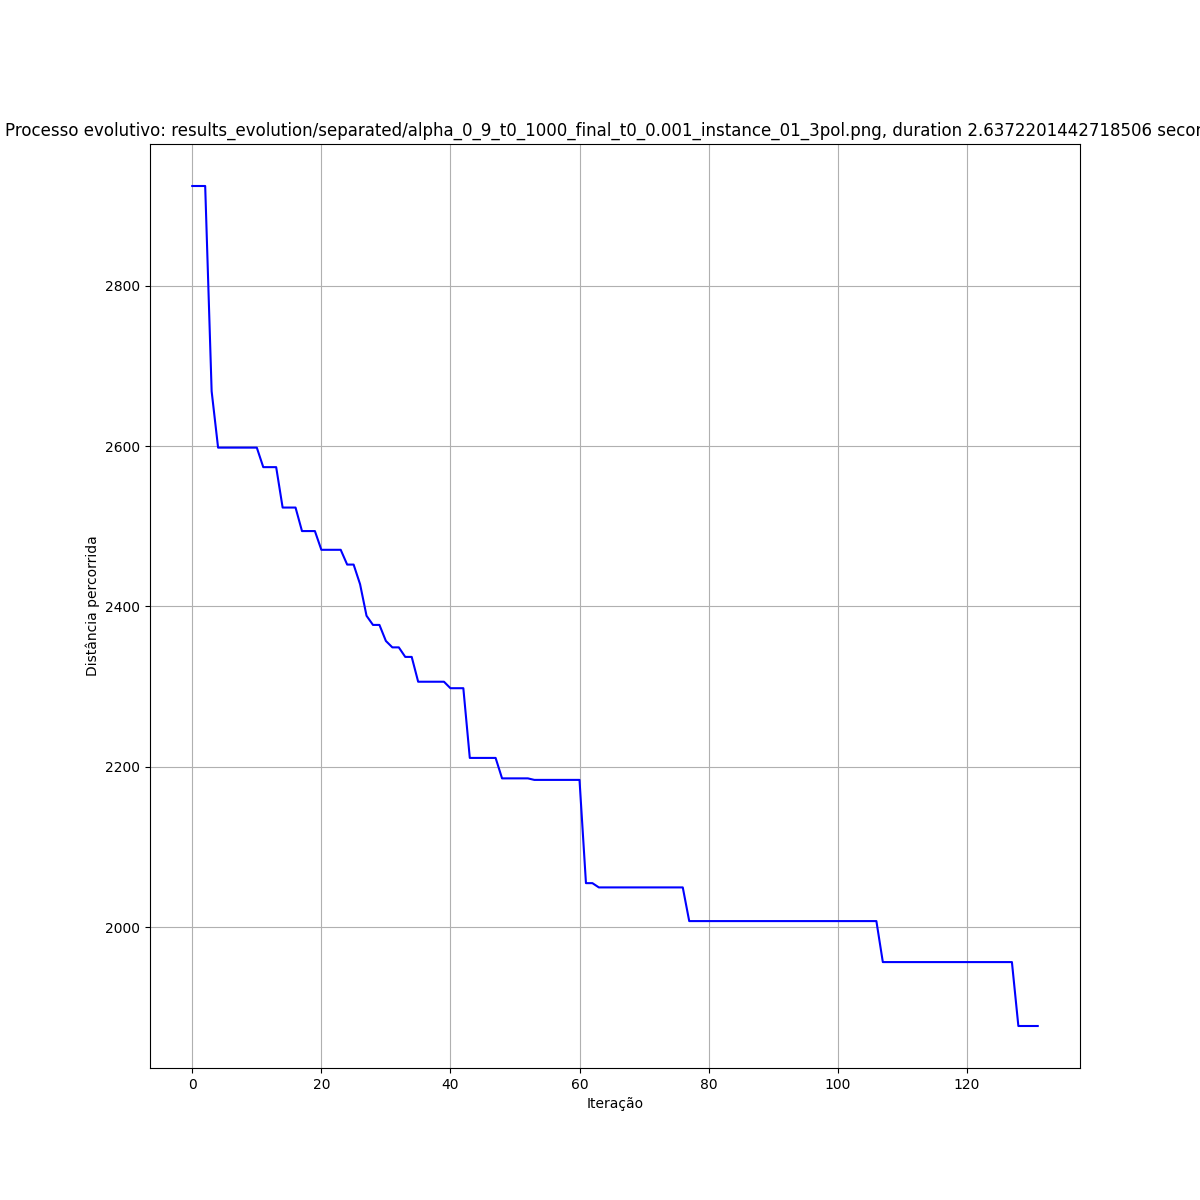 Processo evolutivo: results_evolution/separated/alpha_0_9_t0_1000_final_t0_0.001_instance_01_3pol.png, duration 2.6372201442718506
2800
2600
2400
2200
2000
Distância percorrida
0 20 40 60 80 100 120
Iteração